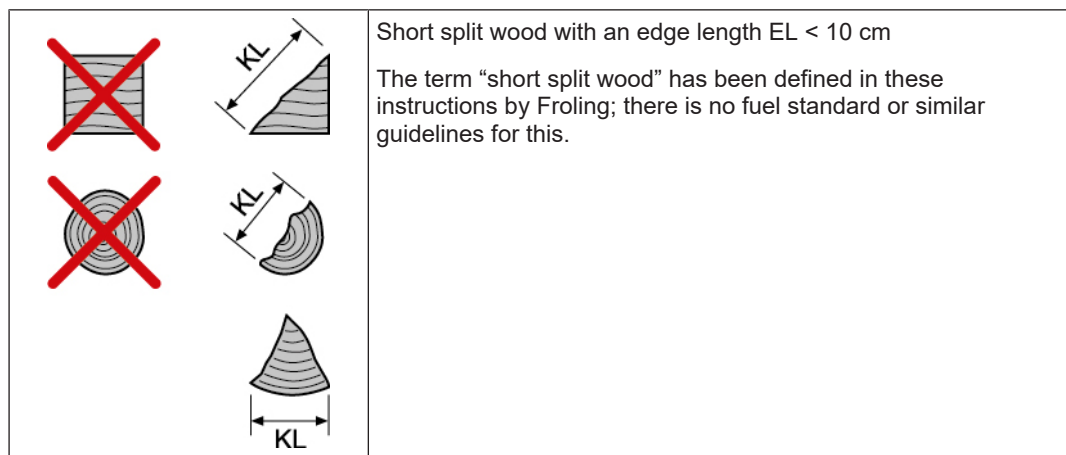 KL
KL
KL
Short split wood with an edge length EL < 10 cm
The term “short split wood” has been defined in these
instructions by Froling; there is no fuel standard or similar
guidelines for this.